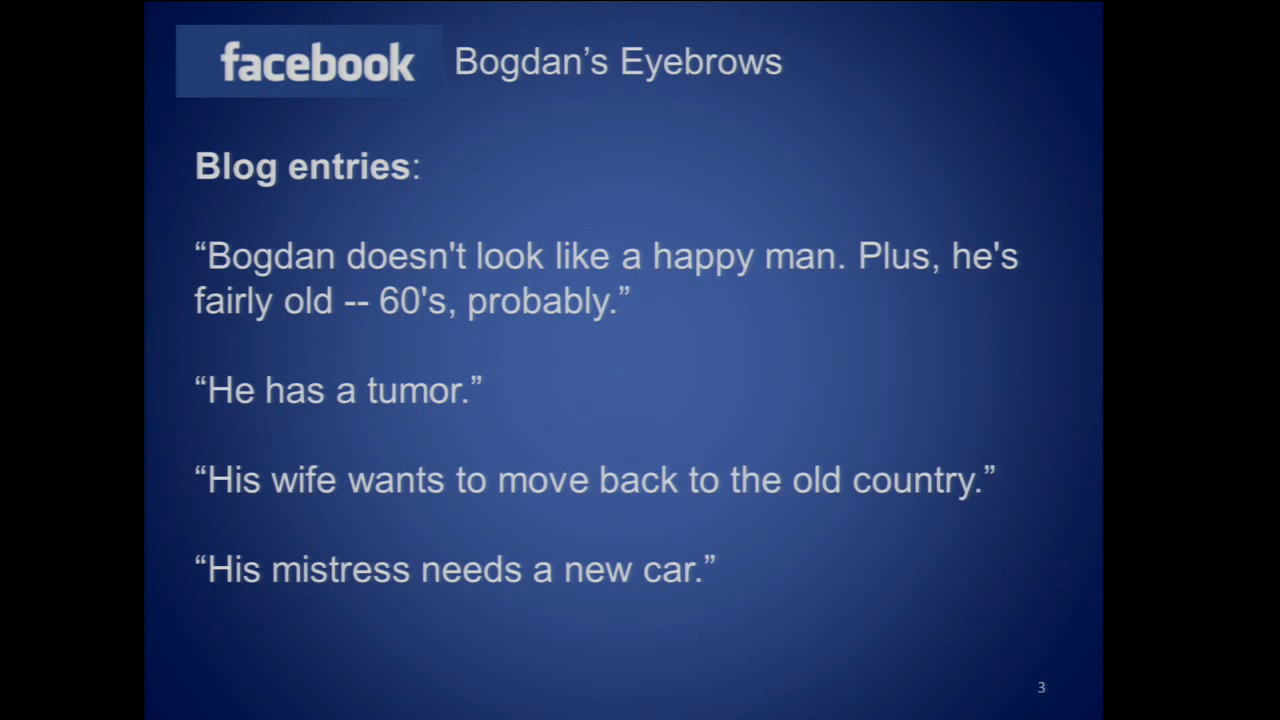 facebook Bogdan’s Eyebrows
Blog entries:
“Bogdan doesn't look like a happy man. Plus, he's
fairly old -- 60's, probably.”
“He has a tumor.”
“His wife wants to move back to the old country.”
“His mistress needs a new car.”
3